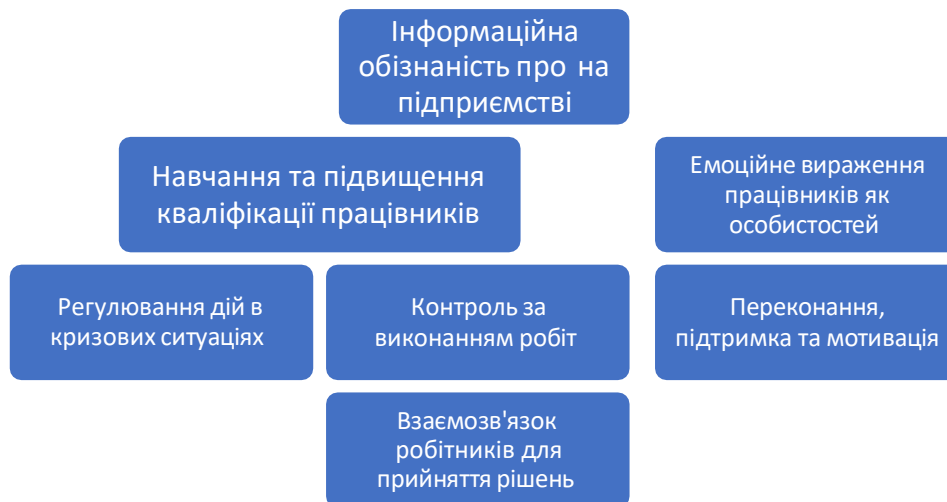 Інформаційна
обізнаність про на
підприємстві
Навчання та підвищення
кваліфікації працівників
Емоційне вираження
працівників як
особистостей
Регулювання дій в
кризових ситуаціях
Контроль за
виконанням робіт
Переконання,
підтримка та мотивація
Взаємозв'язок
робітників для
прийняття рішень